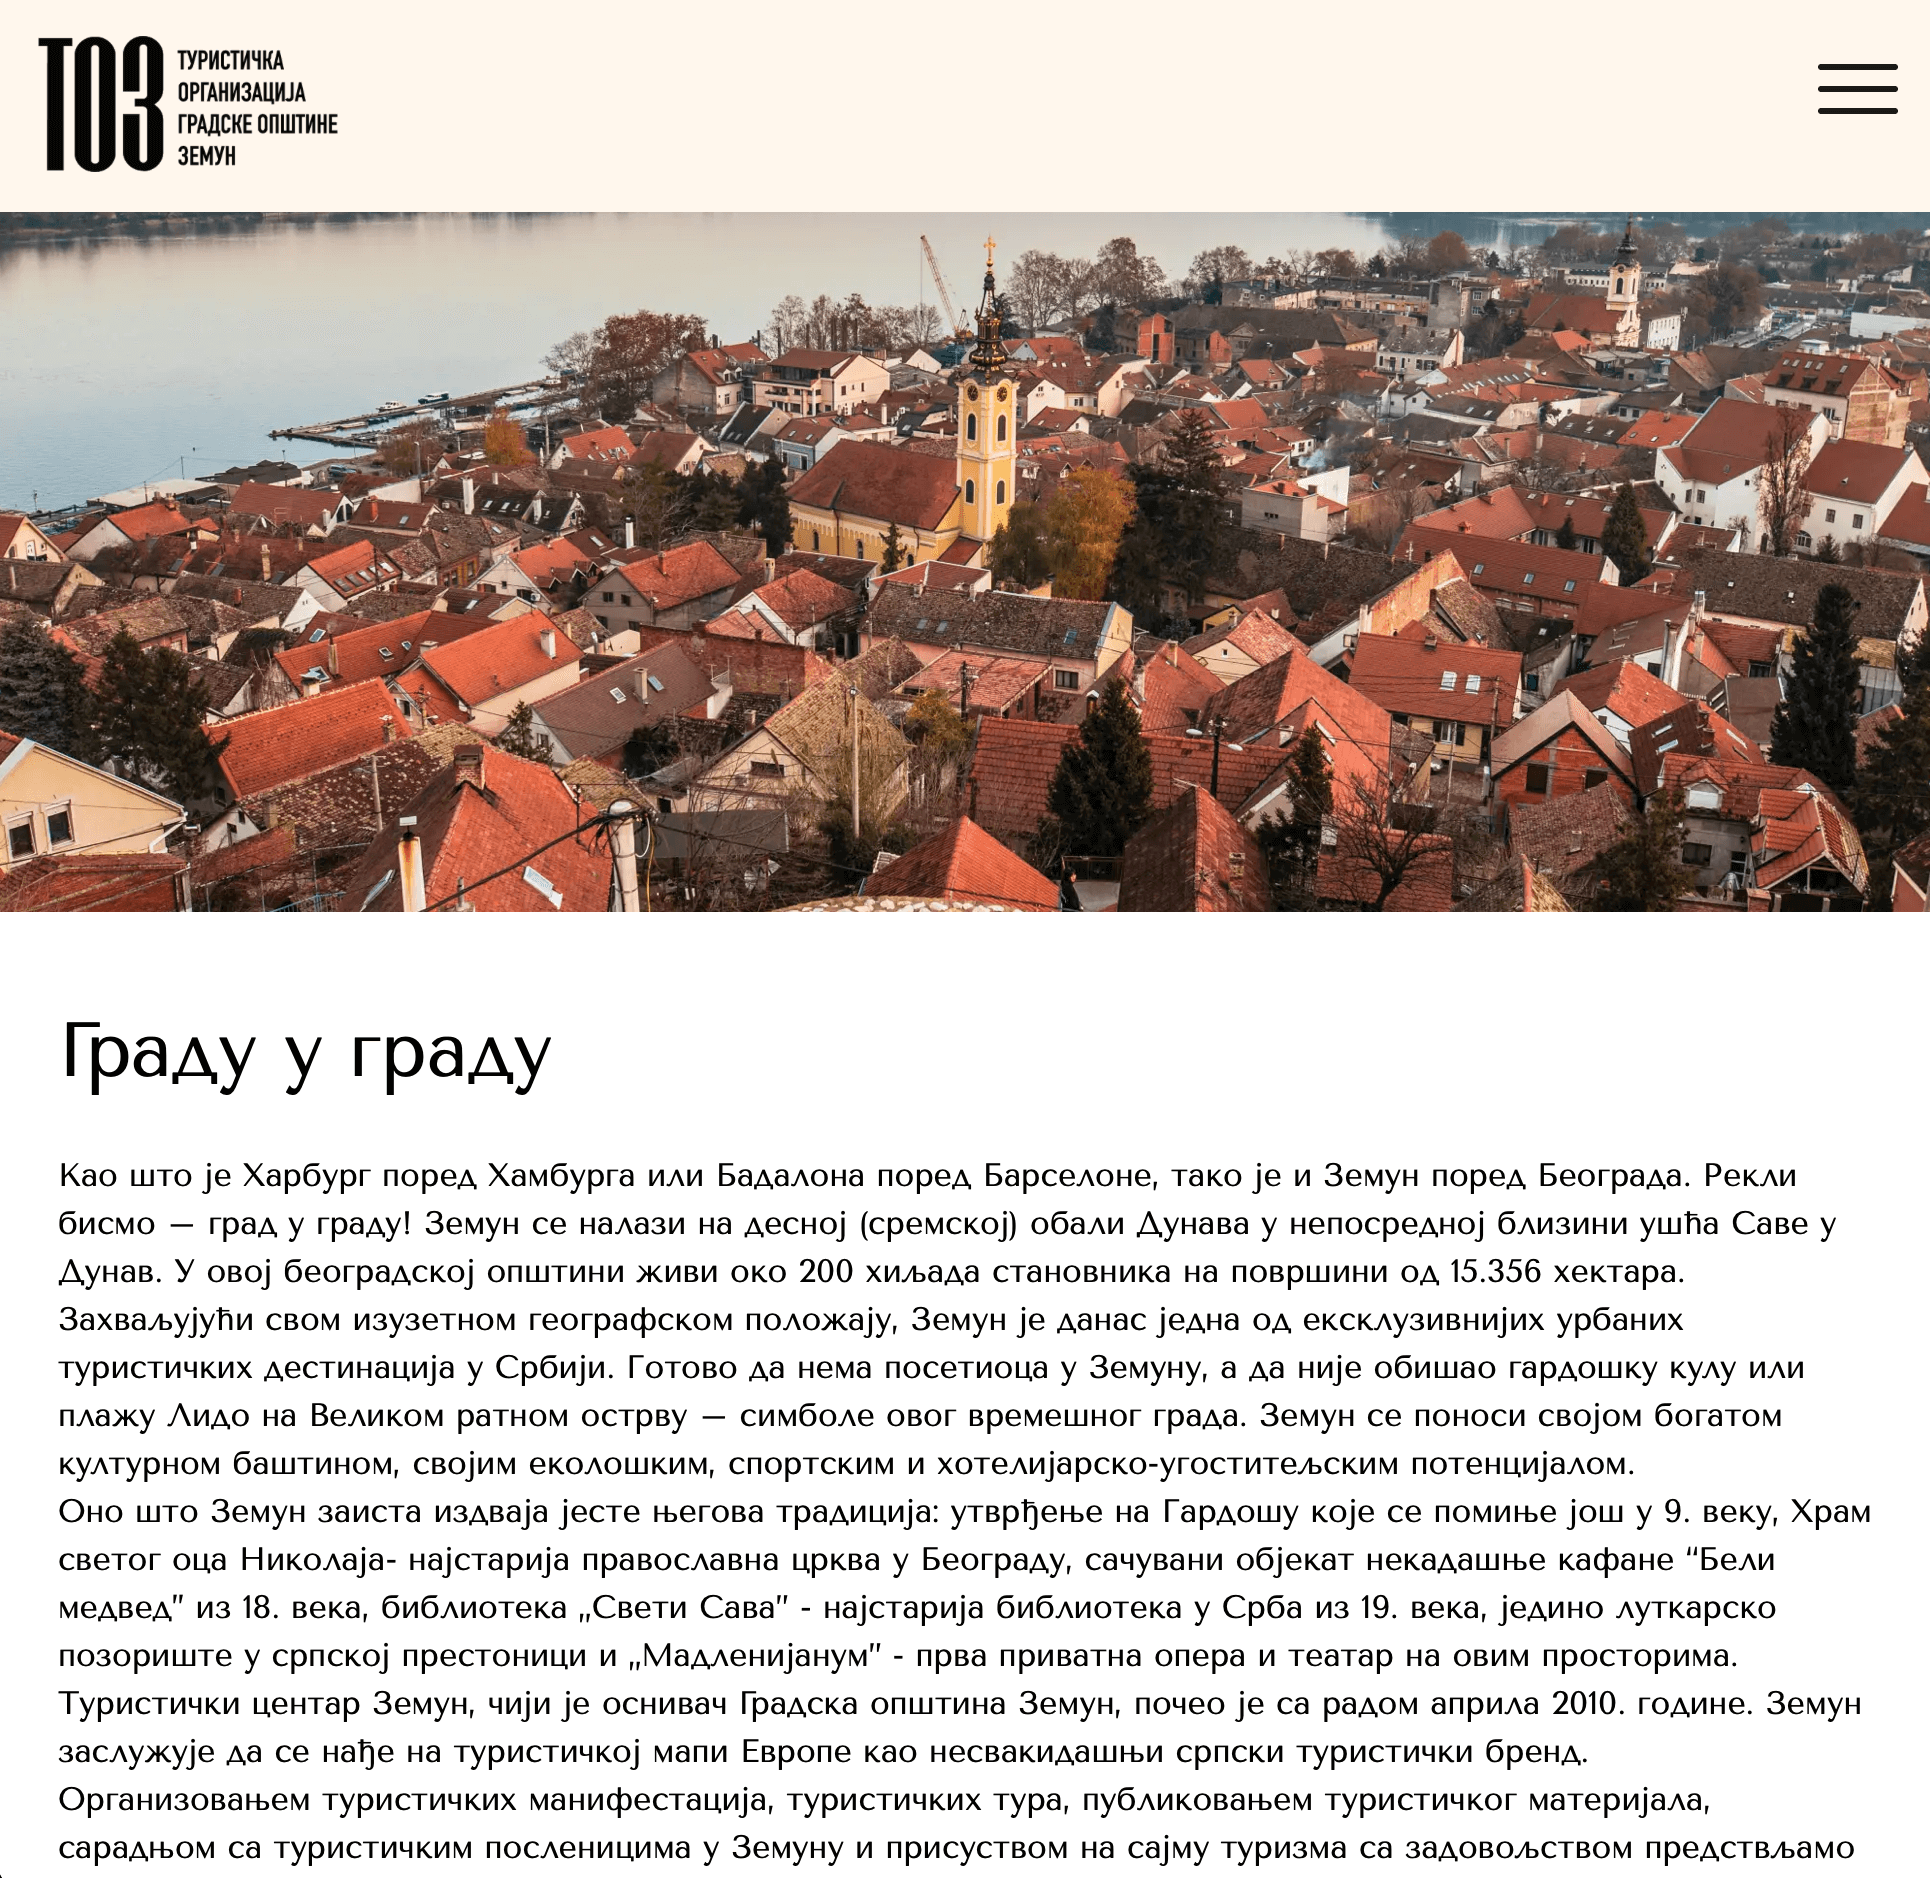 ТОЗ
ТУРИСТИЧКА
ОРГАНИЗАЦИЈА
ГРАДСКЕ ОПШТИНЕ
ЗЕМУН
Граду у граду
Као што је Харбург поред Хамбурга или Бадалона поред Барселоне, тако је и Земун поред Београда. Рекли
бисмо – град у граду! Земун се налази на десној (сремској) обали Дунава у непосредној близини ушћа Саве у
Дунав. У овој београдској општини живи око 200 хиљада становника на површини од 15.356 хектара.
Захваљујући свом изузетном географском положају, Земун је данас једна од ексклузивнијих урбаних
туристичких дестинација у Србији. Готово да нема посетиоца у Земуну, а да није обишао гардошку кулу или
плажу Лидо на Великом ратном острву – симболе овог времешног града. Земун се поноси својом богатом
културном баштином, својим еколошким, спортским и хотелијарско-угоститељским потенцијалом.
Оно што Земун заиста издваја јесте његова традиција: утврђење на Гардошу које се помиње још у 9. веку, Храм
светог оца Николаја- најстарија православна црква у Београду, сачувани објекат некадашње кафане “Бели
медвед” из 18. века, библиотека „Свети Сава” - најстарија библиотека у Срба из 19. века, једино луткарско
позориште у српској престоници и „Мадленијанум” - прва приватна опера и театар на овим просторима.
Туристички центар Земун, чији је оснивач Градска општина Земун, почео је са радом априла 2010. године. Земун
заслужује да се нађе на туристичкој мапи Европе као несвакидашњи српски туристички бренд.
Организовањем туристичких манифестација, туристичких тура, публиковањем туристичког материјала,
сарадњом са туристичким посленицима у Земуну и присуством на сајму туризма са задовољством предствљамо